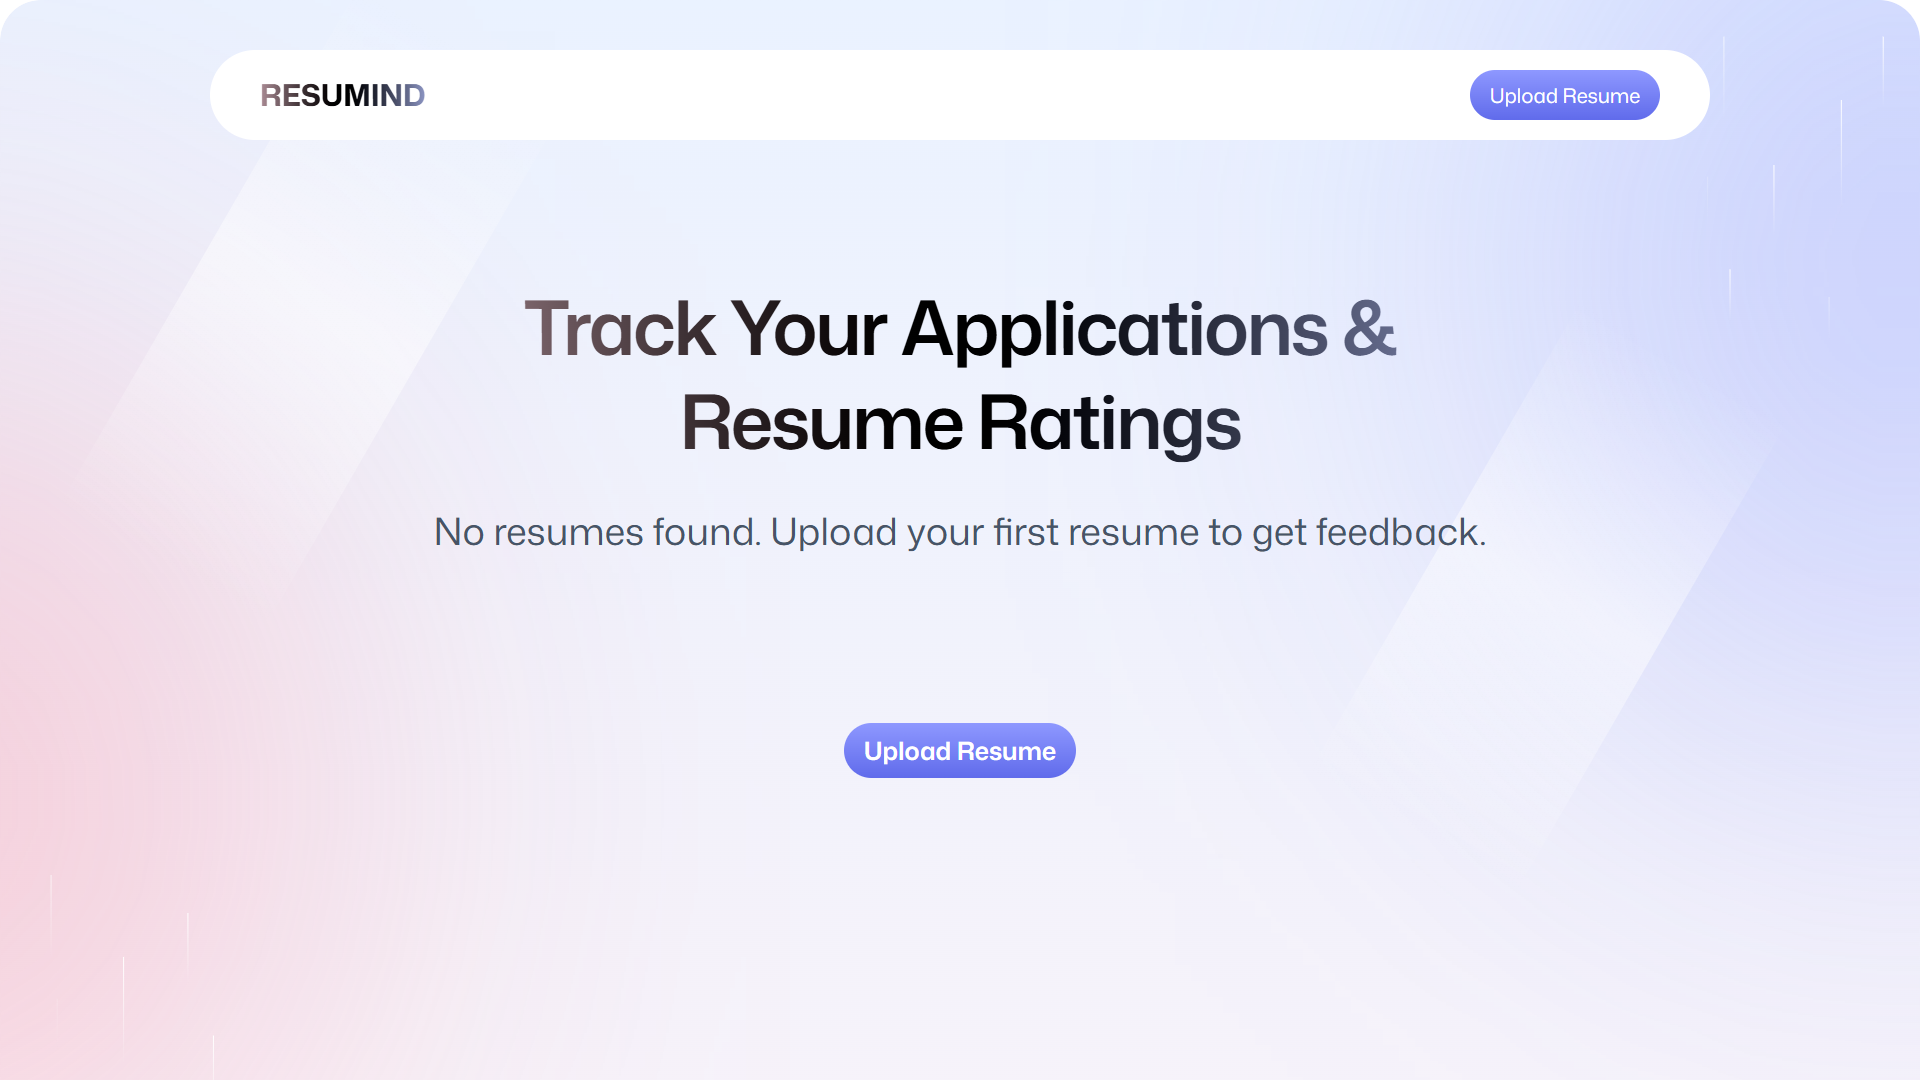 RESUMIND
Upload Resume
Track Your Applications &
Resume Ratings
No resumes found. Upload your first resume to get feedback.
Upload Resume